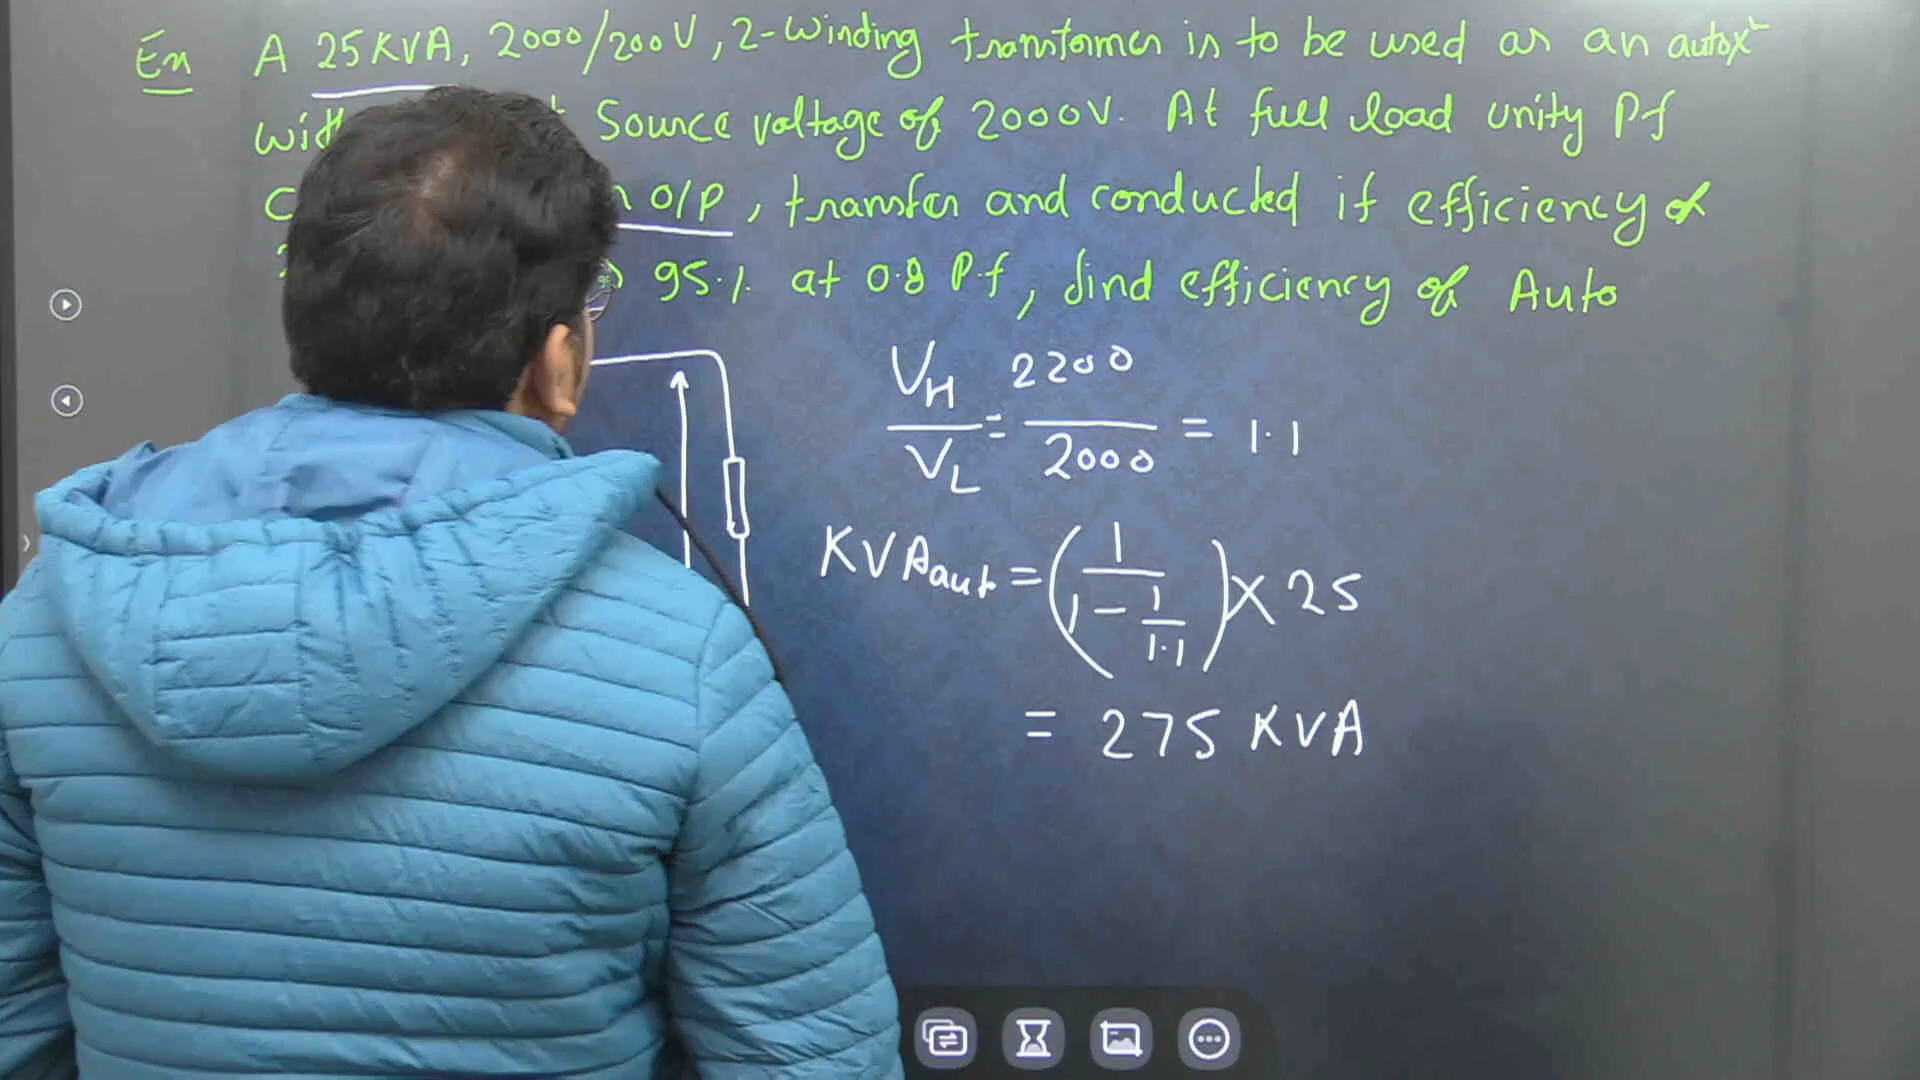 Ex A 25KVA, 2000/200V, 2-Winding transformer is to be used as an autoxr
Source voltage of 2000V. At full load unity Pf
O/P, transfer and conducted if efficiency of
95.1. at 0.8 P.f, find efficiency of Auto
VH/VL = 2200/2000 = 1.1
KVAaut = (1/(1 - 1/1.1)) X 25
= 275 KVA